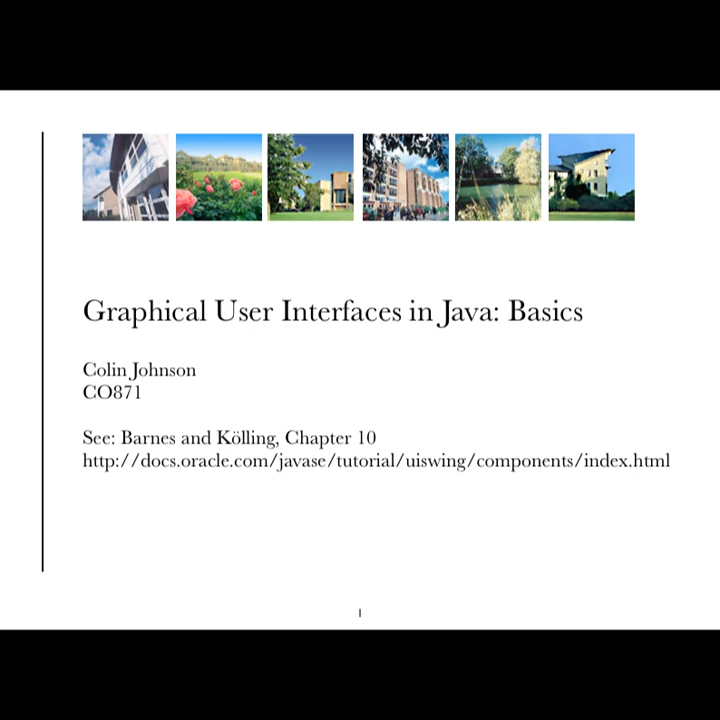 Graphical User Interfaces in Java: Basics
Colin Johnson
CO871
See: Barnes and Kölling, Chapter 10
http://docs.oracle.com/javase/tutorial/uiswing/components/index.html
1